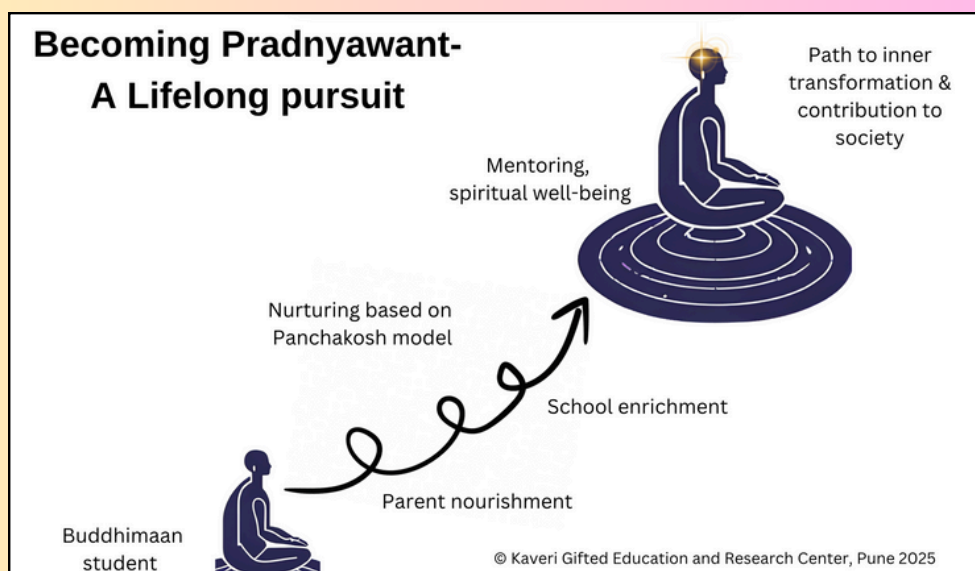 Becoming Pradnyawant-
A Lifelong pursuit
Path to inner
transformation &
contribution to
society
Mentoring,
spiritual well-being
Nurturing based on
Panchakosh model
School enrichment
Parent nourishment
Buddhimaan
student
© Kaveri Gifted Education and Research Center, Pune 2025